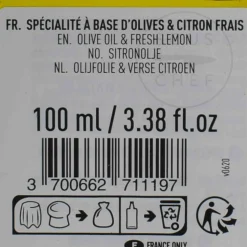 FR. SPÉCIALITÉ À BASE D'OLIVES & CITRON FRAIS
EN. OLIVE OIL & FRESH LEMON
NO. SITRONOLJE
NL. OLIJFOLIE & VERSE CITROEN
100 ml / 3.38 fl.oz
3 700662 711197
v0620
FRANCE ONLY